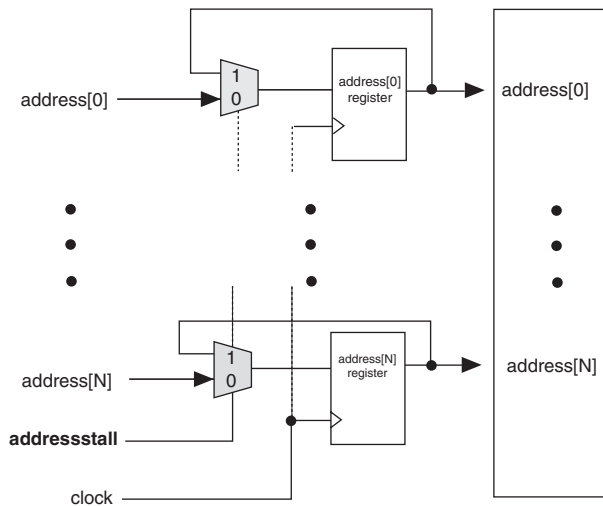 1
0
address[0]
address[0]
register
address[0]
1
0
address[N]
address[N]
register
address[N]
addressstall
clock